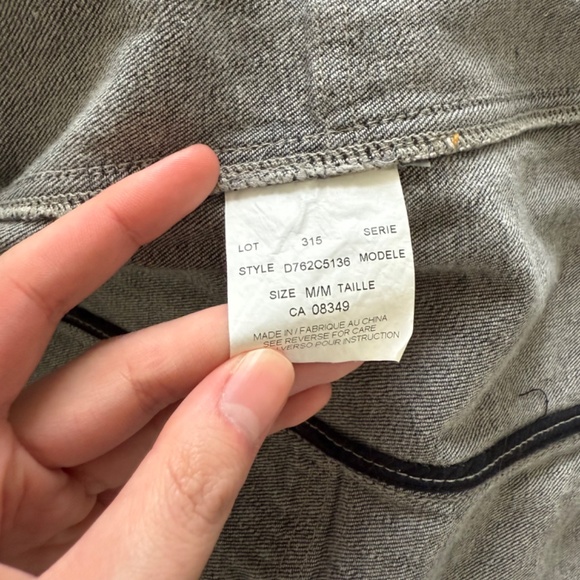 LOT 315 SERIE
STYLE D762C5136 MODELE
SIZE M/M TAILLE
CA 08349
MADE IN / FABRIQUE AU CHINA
SEE REVERSE FOR CARE
VERSO POUR INSTRUCTION